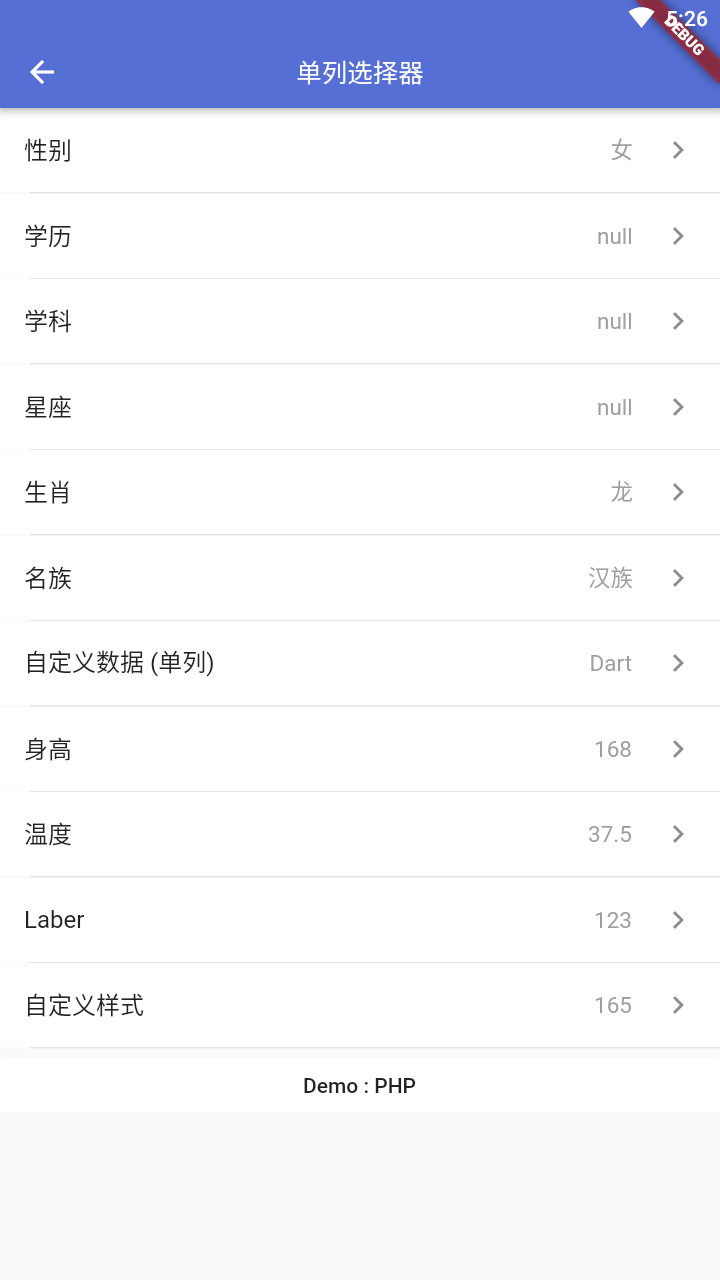 5:26
DEBUG
单列选择器
性别 女
学历 null
学科 null
星座 null
生肖 龙
名族 汉族
自定义数据 (单列) Dart
身高 168
温度 37.5
Laber 123
自定义样式 165
Demo : PHP